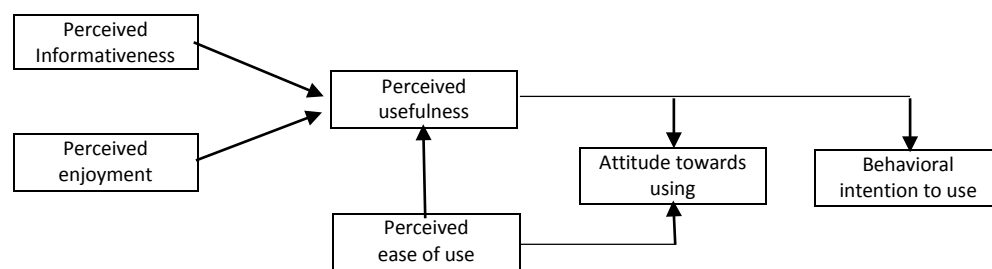 Perceived
Informativeness
Perceived
usefulness
Perceived
enjoyment
Attitude towards
using
Behavioral
intention to use
Perceived
ease of use